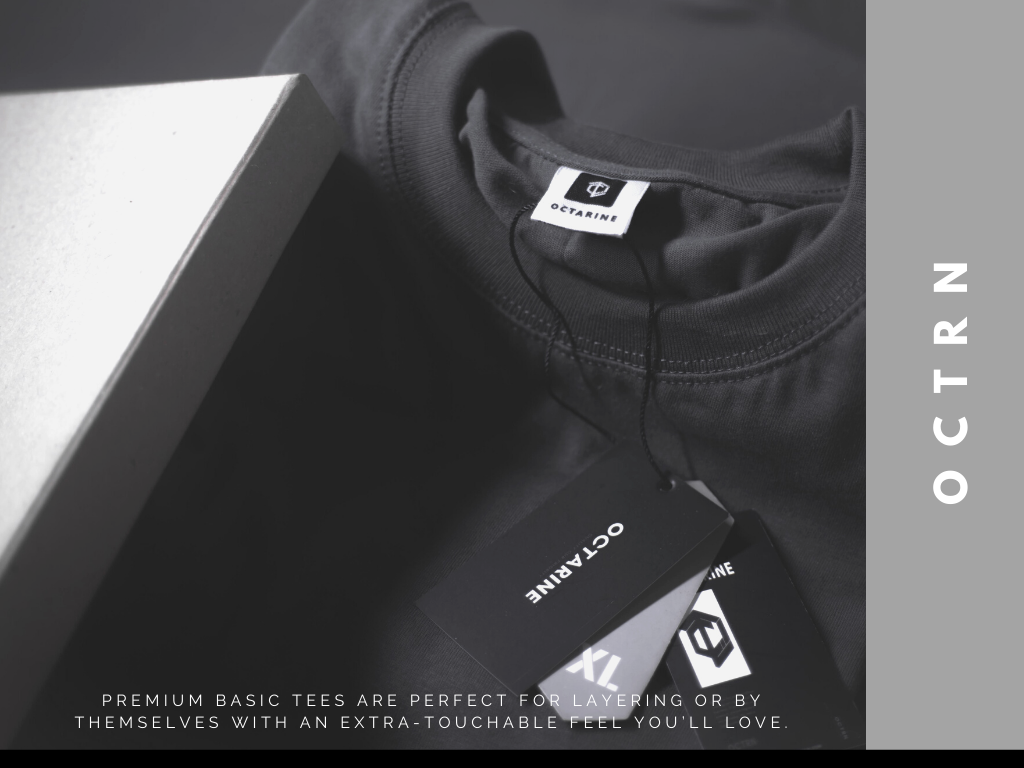 OCTARINE
OCTARINE
XL
OCTRN
PREMIUM BASIC TEES ARE PERFECT FOR LAYERING OR BY
THEMSELVES WITH AN EXTRA-TOUCHABLE FEEL YOU'LL LOVE.